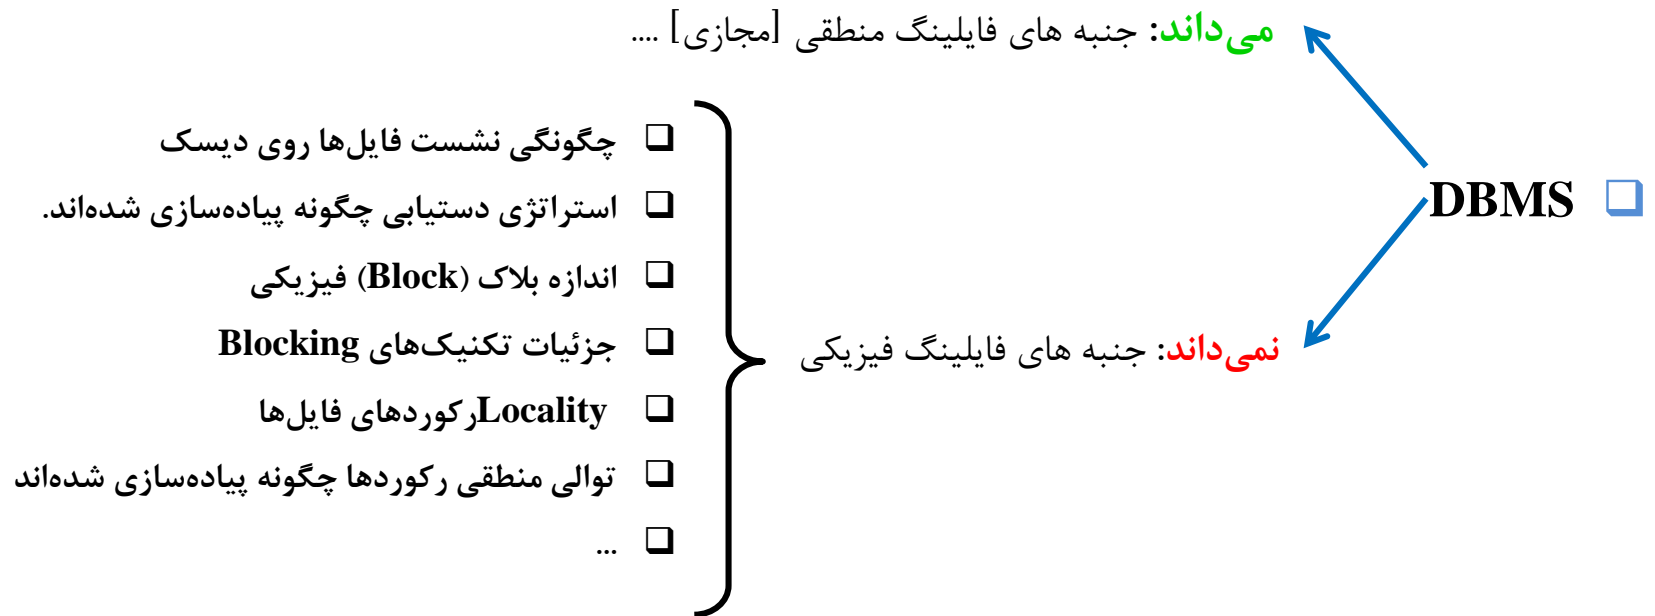 می‌داند: جنبه های فایلینگ منطقی [مجازی] ....
DBMS
نمی‌داند: جنبه های فایلینگ فیزیکی
چگونگی نشست فایل‌ها روی دیسک
استراتژی دستیابی چگونه پیاده‌سازی شده‌اند.
اندازه بلاک (Block) فیزیکی
جزئیات تکنیک‌های Blocking
Localityرکوردهای فایل‌ها
توالی منطقی رکوردها چگونه پیاده‌سازی شده‌اند
...